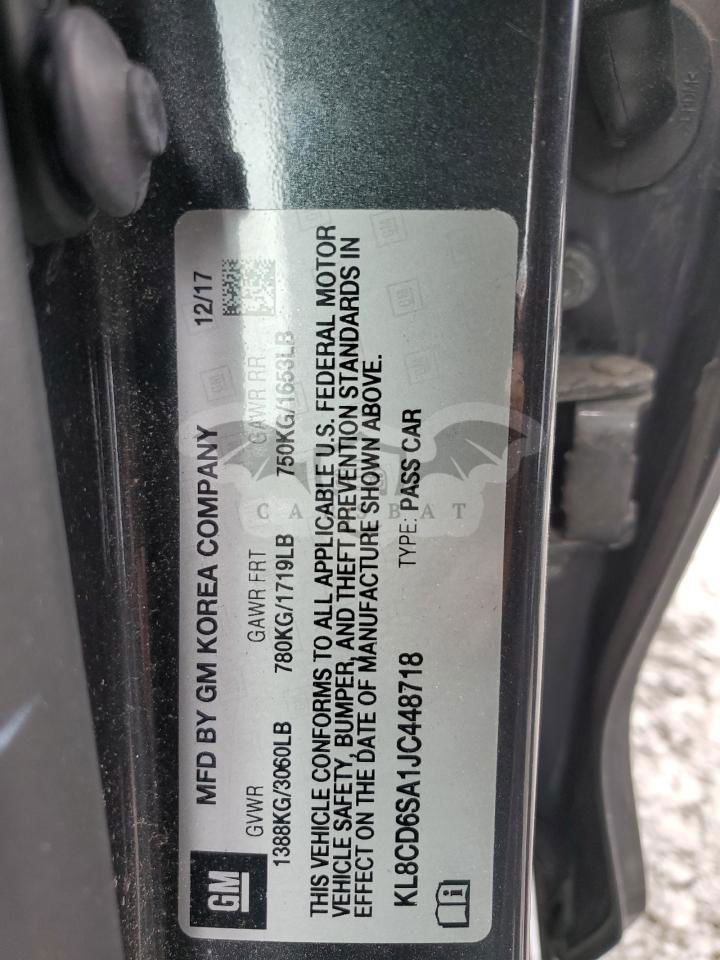 MFD BY GM KOREA COMPANY 12/17
GVWR GAWR FRT GAWR RR
1388KG/3060LB 780KG/1719LB 750KG/1653LB
THIS VEHICLE CONFORMS TO ALL APPLICABLE U.S. FEDERAL MOTOR
VEHICLE SAFETY, BUMPER, AND THEFT PREVENTION STANDARDS IN
EFFECT ON THE DATE OF MANUFACTURE SHOWN ABOVE.
KL8CD6SA1JC448718 TYPE: PASS CAR
GM